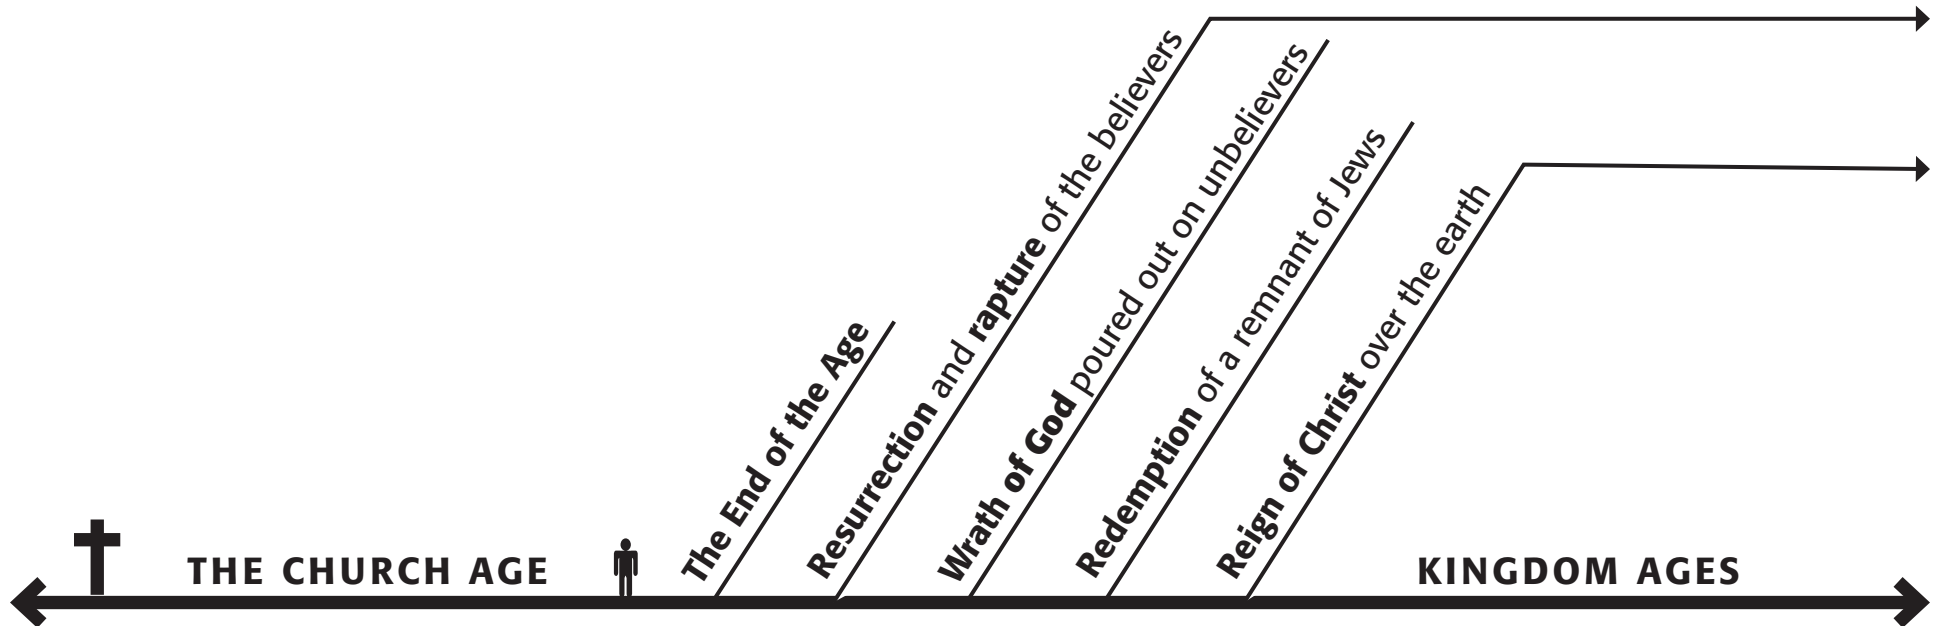 THE CHURCH AGE
The End of the Age
Resurrection and rapture of the believers
Wrath of God poured out on unbelievers
Redemption of a remnant of Jews
Reign of Christ over the earth
KINGDOM AGES